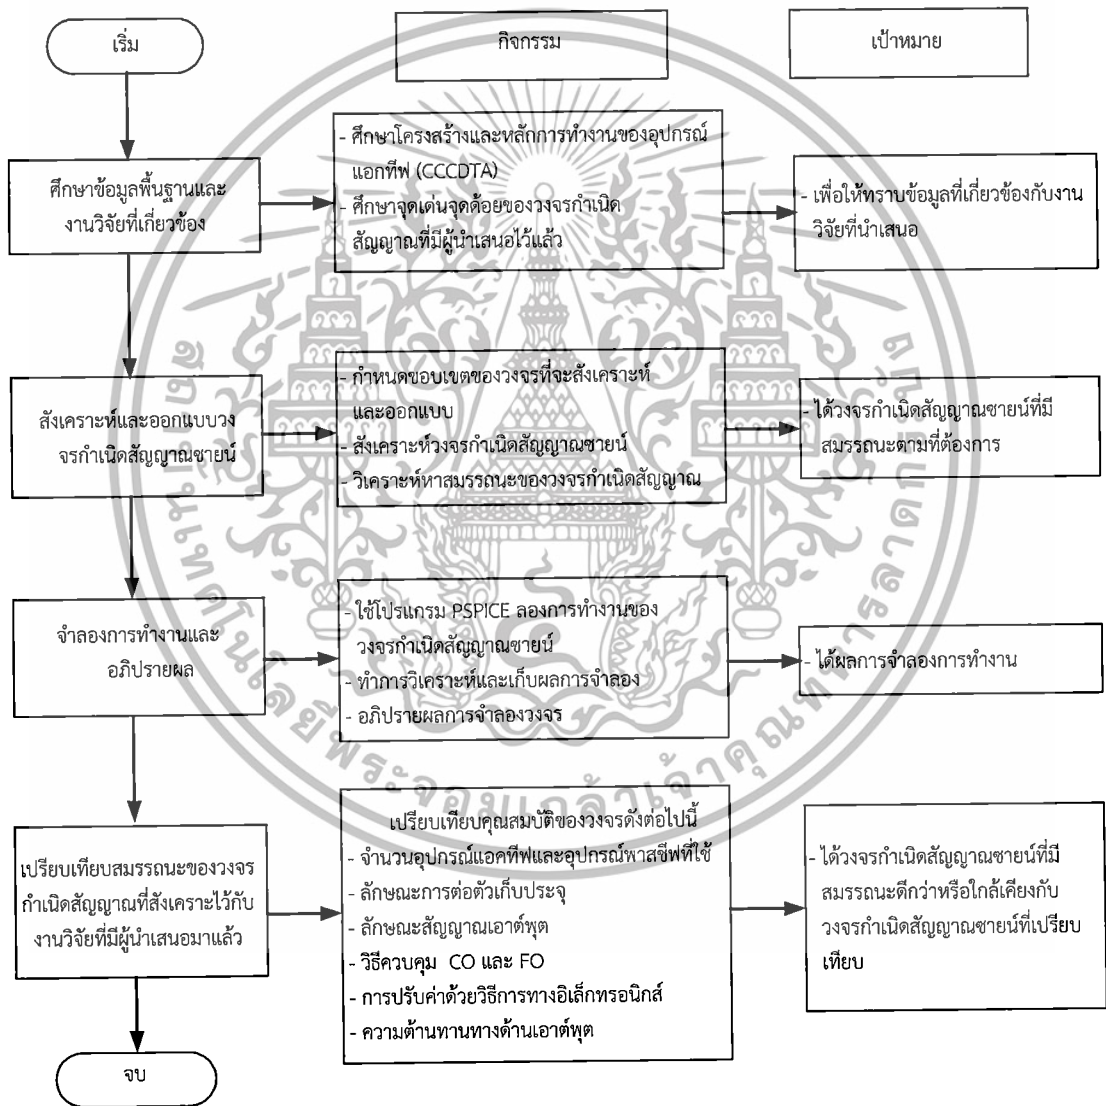 เริ่ม
กิจกรรม
เป้าหมาย
ศึกษาข้อมูลพื้นฐานและ
งานวิจัยที่เกี่ยวข้อง
- ศึกษาโครงสร้างและหลักการทำงานของอุปกรณ์
แอกทีฟ (CCCDTA)
- ศึกษาจุดเด่นจุดด้อยของวงจรกำเนิด
สัญญาณที่มีผู้นำเสนอไว้แล้ว
- เพื่อให้ทราบข้อมูลที่เกี่ยวข้องกับงาน
วิจัยที่นำเสนอ
สังเคราะห์และออกแบบวง
จรกำเนิดสัญญาณซายน์
- กำหนดขอบเขตของวงจรที่จะสังเคราะห์
และออกแบบ
- สังเคราะห์วงจรกำเนิดสัญญาณซายน์
- วิเคราะห์หาสมรรถนะของวงจรกำเนิดสัญญาณ
- ได้วงจรกำเนิดสัญญาณซายน์ที่มี
สมรรถนะตามที่ต้องการ
จำลองการทำงานและ
อภิปรายผล
- ใช้โปรแกรม PSPICE ลองการทำงานของ
วงจรกำเนิดสัญญาณซายน์
- ทำการวิเคราะห์และเก็บผลการจำลอง
- อภิปรายผลการจำลองวงจร
- ได้ผลการจำลองการทำงาน
เปรียบเทียบสมรรถนะของวงจร
กำเนิดสัญญาณที่สังเคราะไว้กับ
งานวิจัยที่มีผู้นำเสนอมาแล้ว
เปรียบเทียบคุณสมบัติของวงจรดังต่อไปนี้
- จำนวนอุปกรณ์แอคทีฟและอุปกรณ์พาสซีฟที่ใช้
- ลักษณะการต่อตัวเก็บประจุ
- ลักษณะสัญญาณเอาต์พุต
- วิธีควบคุม CO และ FO
- การปรับค่าด้วยวิธีการทางอิเล็กทรอนิกส์
- ความต้านทานทางด้านเอาต์พุต
- ได้วงจรกำเนิดสัญญาณซายน์ที่มี
สมรรถนะดีกว่าหรือใกล้เคียงกับ
วงจรกำเนิดสัญญาณซายน์ที่เปรียบ
เทียบ
จบ
สถาบันเทคโนโลยีพระจอมเกล้าเจ้าคุณทหารลาดกระบัง